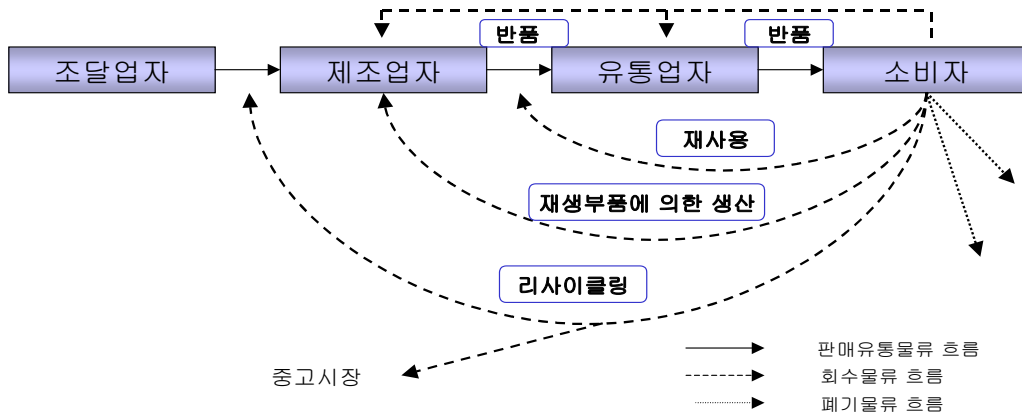 반품
반품
조달업자
제조업자
유통업자
소비자
재사용
재생부품에 의한 생산
리사이클링
중고시장
판매유통물류 흐름
회수물류 흐름
폐기물류 흐름